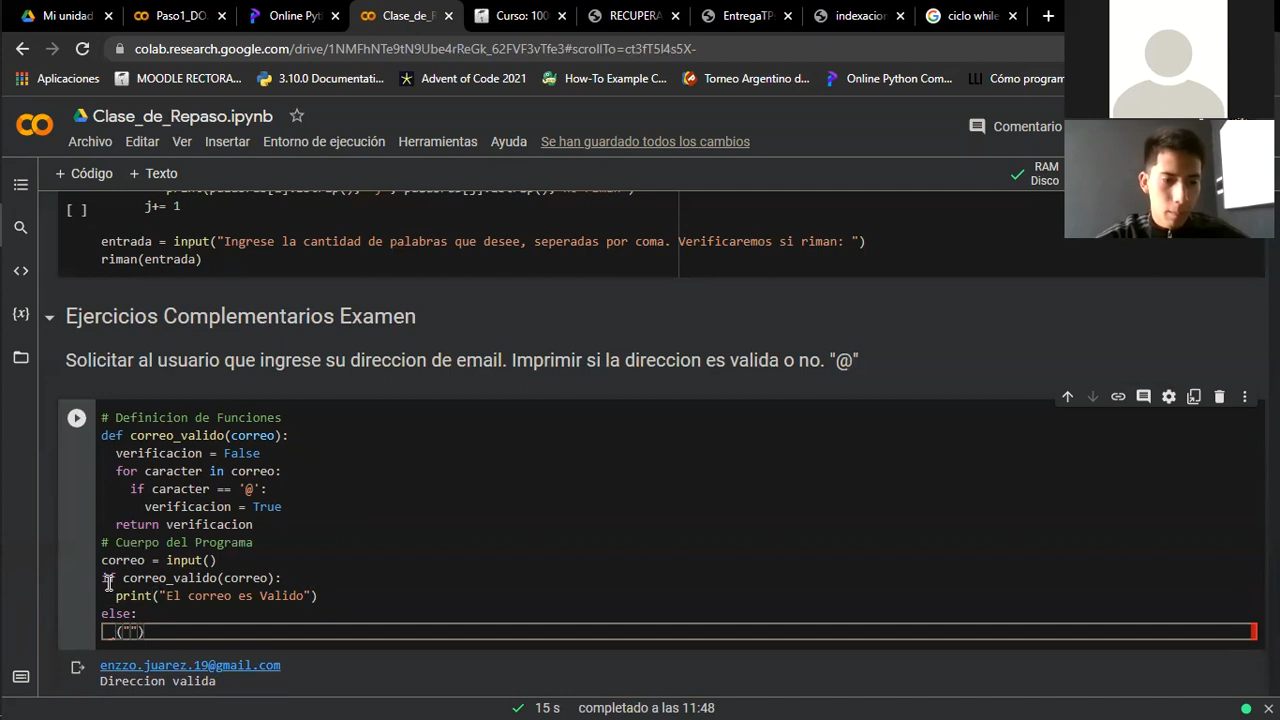 Mi unidad
Paso1_DO
Online Pyt
Clase_de_R
Curso: 100
RECUPERA
EntregaTP
indexacion
ciclo while
colab.research.google.com/drive/1NMFhNTe9tN9Ube4rReGk_62FVF3vTfe3#scrollTo=ct3fT5l4s5X-
Aplicaciones
MOODLE RECTORA...
3.10.0 Documentati...
Advent of Code 2021
How-To Example C...
Torneo Argentino d...
Online Python Com...
Cómo program
Clase_de_Repaso.ipynb
Comentario
Archivo Editar Ver Insertar Entorno de ejecución Herramientas Ayuda Se han guardado todos los cambios
+ Código + Texto
RAM
Disco
[ ]
j+= 1
entrada = input("Ingrese la cantidad de palabras que desee, seperadas por coma. Verificaremos si riman: ")
riman(entrada)
Ejercicios Complementarios Examen
Solicitar al usuario que ingrese su direccion de email. Imprimir si la direccion es valida o no. "@"
# Definicion de Funciones
def correo_valido(correo):
verificacion = False
for caracter in correo:
if caracter == '@':
verificacion = True
return verificacion
# Cuerpo del Programa
correo = input()
if correo_valido(correo):
print("El correo es Valido")
else:
("")
enzzo.juarez.19@gmail.com
Direccion valida
15 s completado a las 11:48